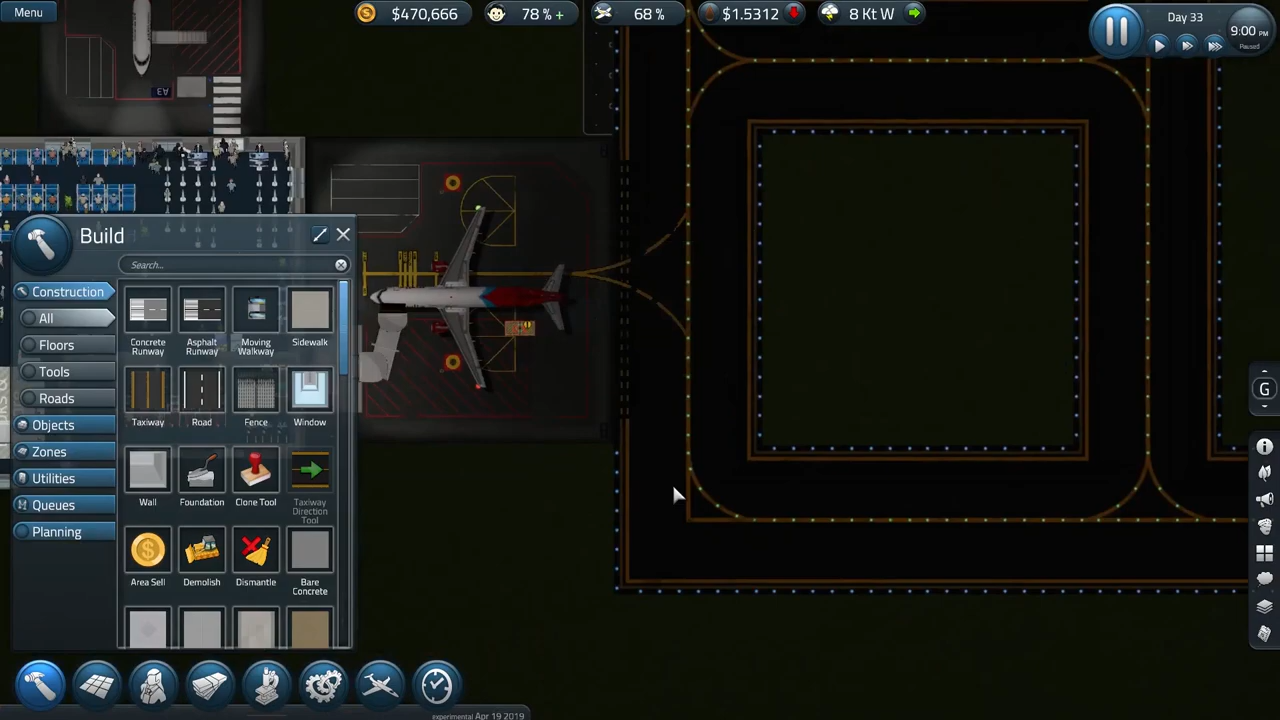 Menu
$470,666
78 % +
68 %
$1.5312
8 Kt W
Day 33
9:00 PM
Paused
A3
Build
Search...
Construction
All
Floors
Tools
Roads
Objects
Zones
Utilities
Queues
Planning
Concrete Runway
Asphalt Runway
Moving Walkway
Sidewalk
Taxiway
Road
Fence
Window
Wall
Foundation
Clone Tool
Taxiway Direction Tool
Area Sell
Demolish
Dismantle
Bare Concrete
G
experimental Apr 19 2019